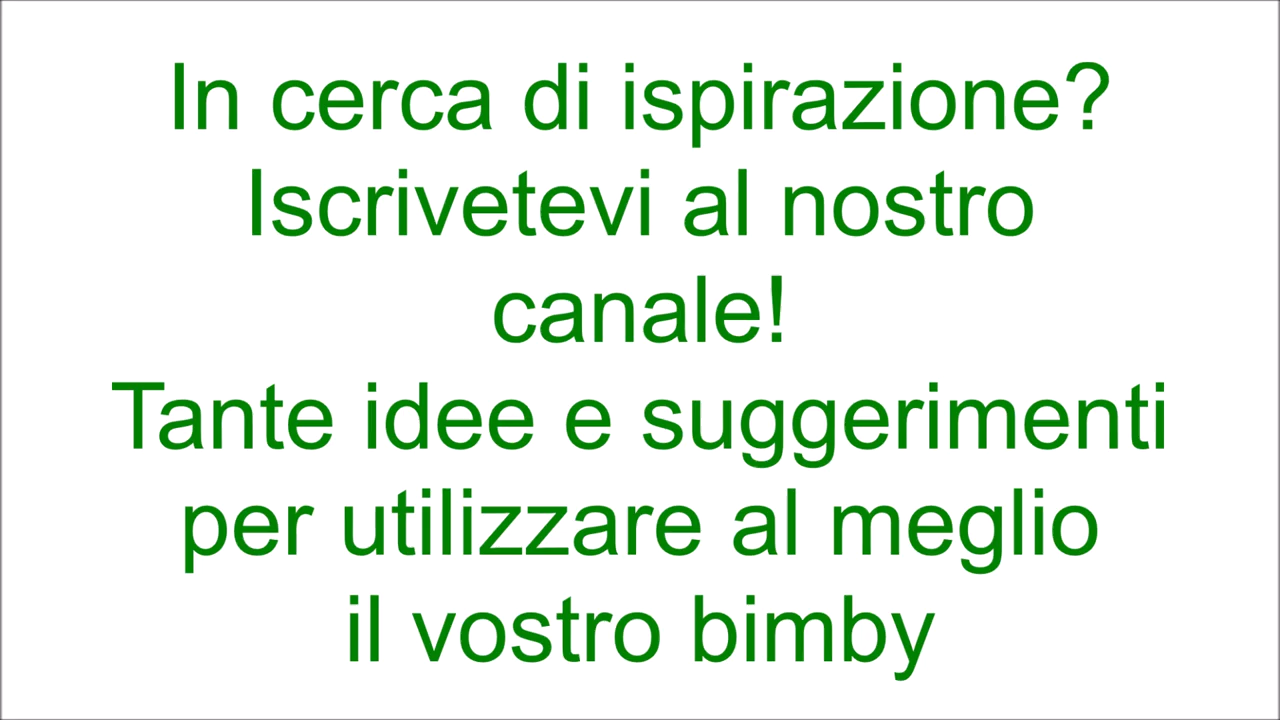 In cerca di ispirazione?
Iscrivetevi al nostro
canale!
Tante idee e suggerimenti
per utilizzare al meglio
il vostro bimby